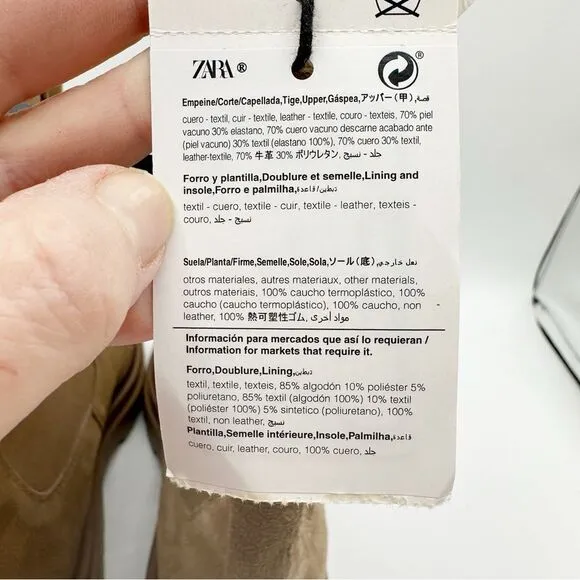 ZARA ®
®
Empeine/Corte/Capellada,Tige,Upper,Gáspea,アッパー(甲),قصة
cuero - textil, cuir - textile, leather - textile, couro - texteis, 70% piel
vacuno 30% elastano, 70% cuero vacuno descarne acabado ante
(piel vacuno) 30% textil (elastano 100%), 70% cuero 30% textil,
leather-textile, 70% 牛革 30% ポリウレタン, جلد - نسيج
Forro y plantilla,Doublure et semelle,Lining and
insole,Forro e palmilha,تبطين/قاعدة
textil - cuero, textile - cuir, textile - leather, texteis -
couro, نسيج - جلد
Suela/Planta/Firme,Semelle,Sole,Sola,ソール(底),نعل خارجي
otros materiales, autres materiaux, other materials,
outros materiais, 100% caucho termoplástico, 100%
caucho (caucho termoplástico), 100% caucho, non
leather, 100% 熱可塑性ゴム, مواد أخرى
Información para mercados que así lo requieran /
Information for markets that require it.
Forro,Doublure,Lining,تبطين
textil, textile, texteis, 85% algodón 10% poliéster 5%
poliuretano, 85% textil (algodón 100%) 10% textil
(poliéster 100%) 5% sintetico (poliuretano), 100%
textil, non leather, نسيج
Plantilla,Semelle intérieure,Insole,Palmilha,قاعدة
cuero, cuir, leather, couro, 100% cuero, جلد